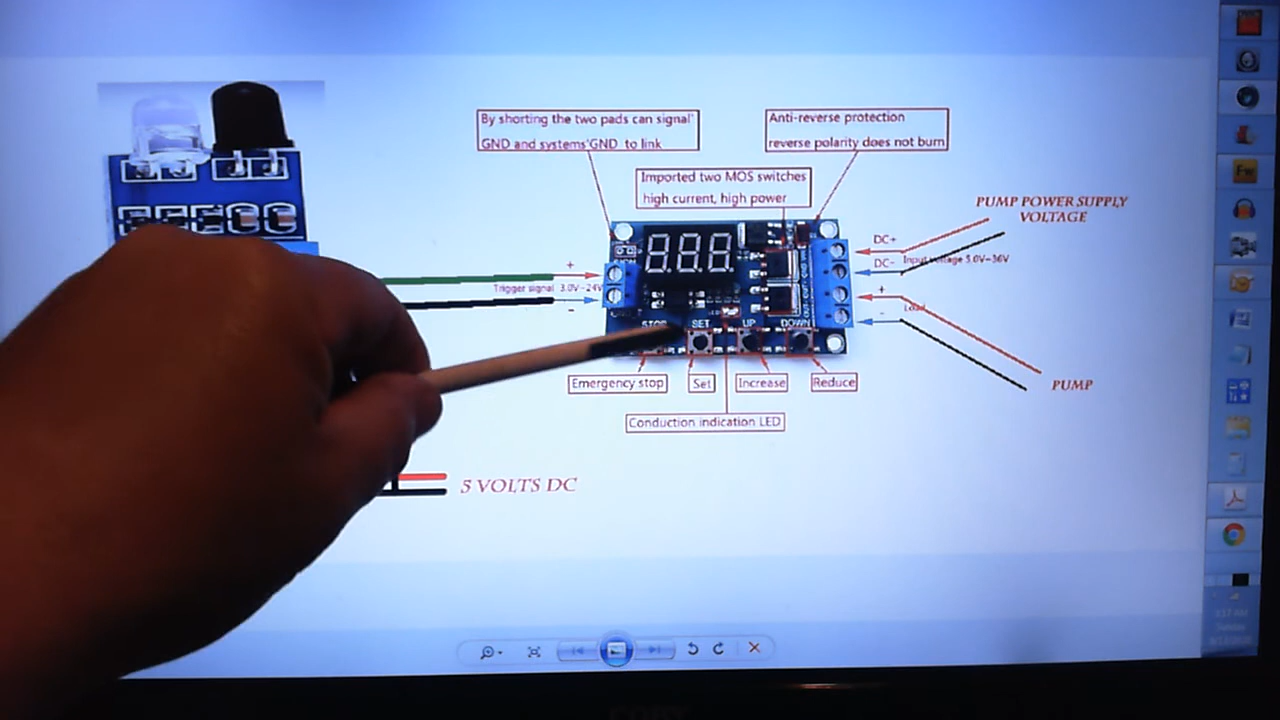 By shorting the two pads can signal'
GND and systems'GND to link
Anti-reverse protection
reverse polarity does not burn
Imported two MOS switches
high current, high power
PUMP POWER SUPPLY
VOLTAGE
DC+
DC-
Input voltage 5.0V~36V
+
Trigger signal 3.0V~24V
-
+
Load
-
STOP
SET
UP
DOWN
Emergency stop
Set
Increase
Reduce
PUMP
Conduction indication LED
5 VOLTS DC
Fw